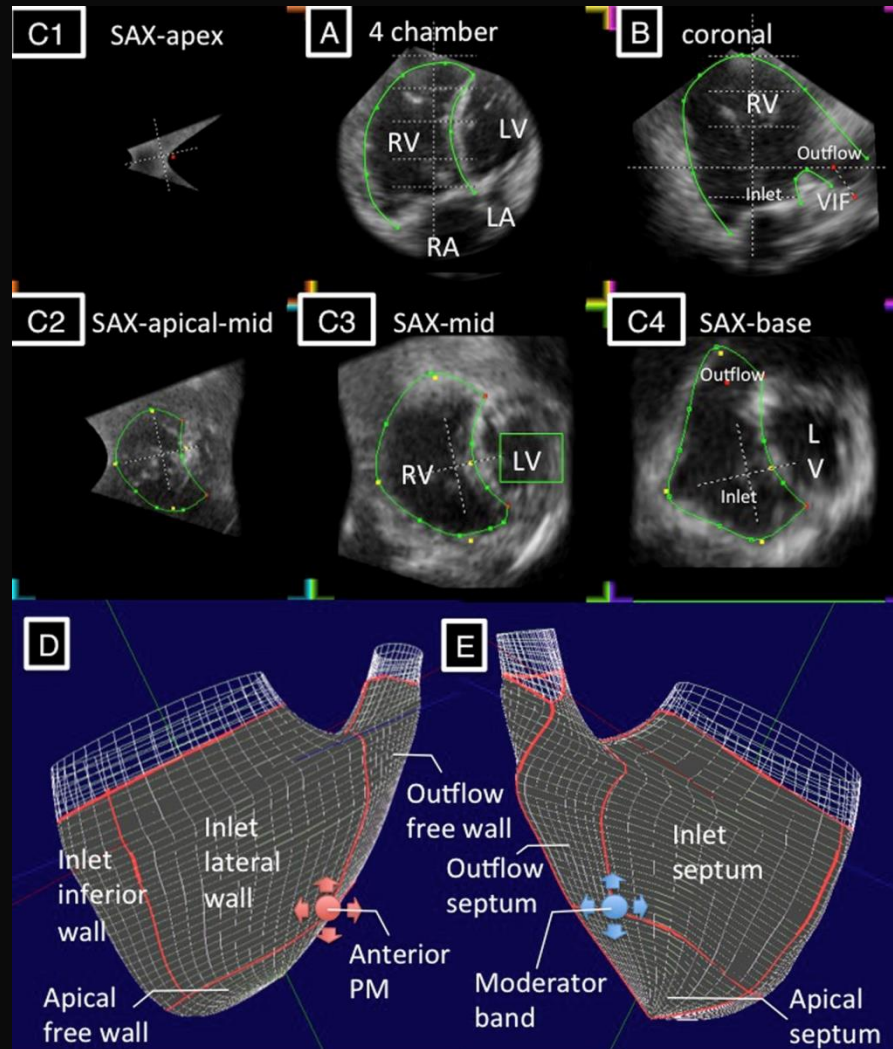 C1
SAX-apex
A
4 chamber
RV
LV
LA
RA
B
coronal
RV
Outflow
Inlet
VIF
C2
SAX-apical-mid
C3
SAX-mid
RV
LV
C4
SAX-base
Outflow
L
V
Inlet
D
Outflow
free wall
Inlet
lateral
wall
Inlet
inferior
wall
Anterior
PM
Apical
free wall
E
Inlet
septum
Outflow
septum
Moderator
band
Apical
septum